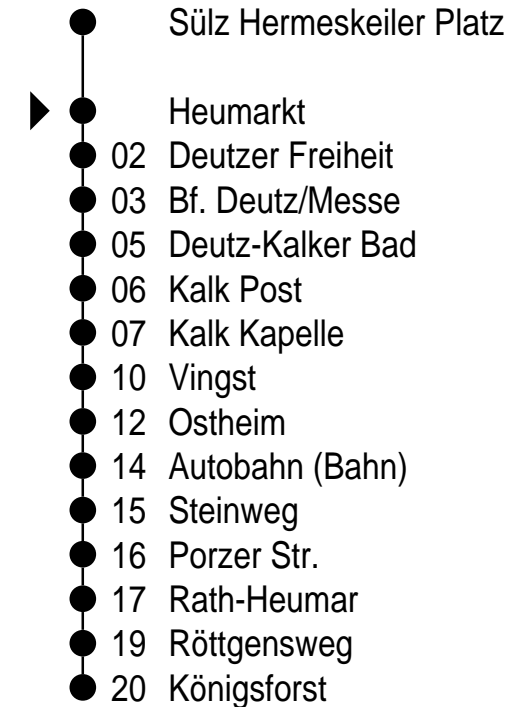 Sülz Hermeskeiler Platz
Heumarkt
02 Deutzer Freiheit
03 Bf. Deutz/Messe
05 Deutz-Kalker Bad
06 Kalk Post
07 Kalk Kapelle
10 Vingst
12 Ostheim
14 Autobahn (Bahn)
15 Steinweg
16 Porzer Str.
17 Rath-Heumar
19 Röttgensweg
20 Königsforst